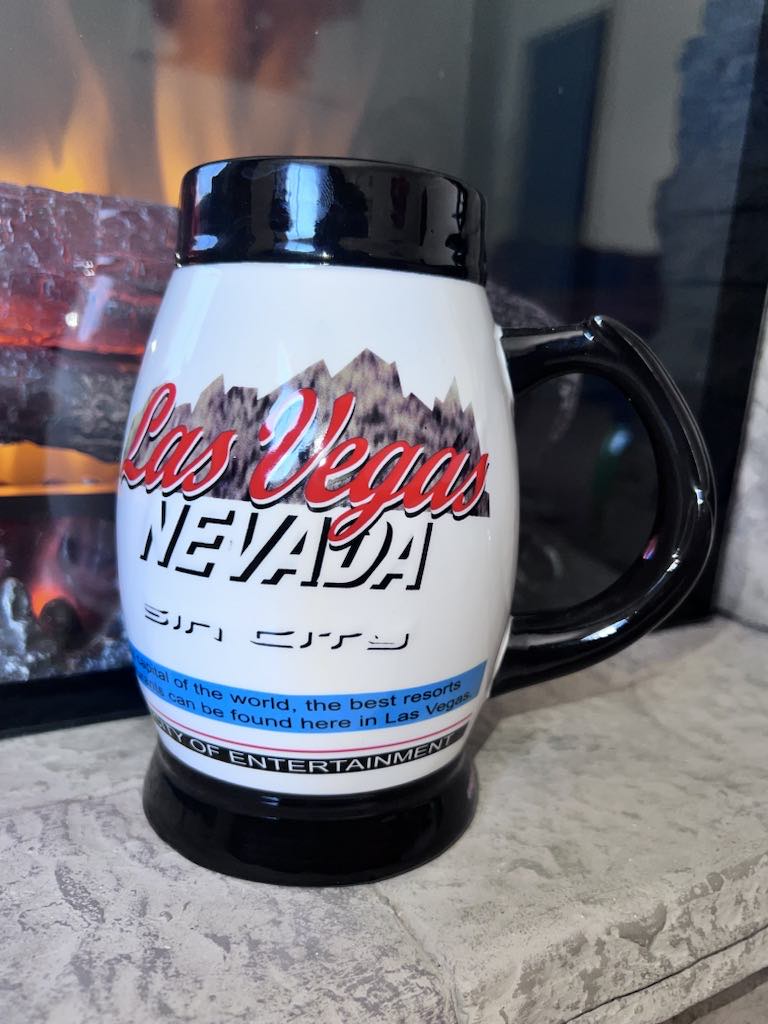 Las Vegas
NEVADA
SIN CITY
capital of the world, the best resorts
can be found here in Las Vegas.
OF ENTERTAINMENT